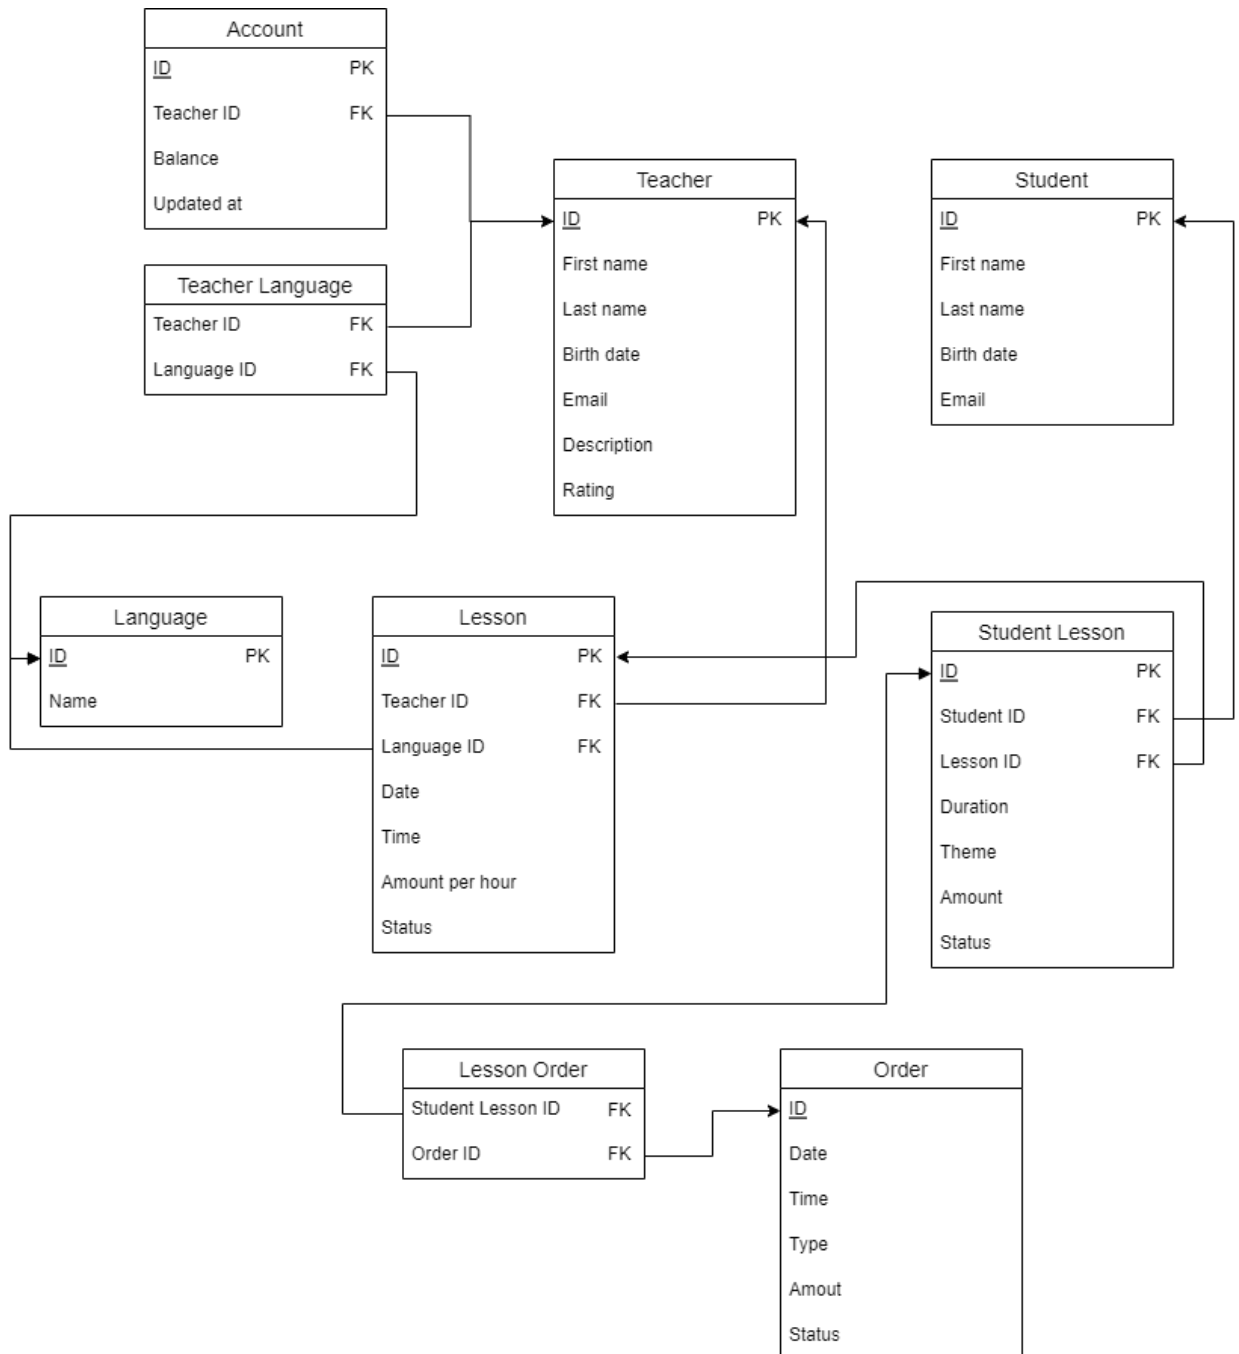 Account
ID PK
Teacher ID FK
Balance
Updated at
Teacher Language
Teacher ID FK
Language ID FK
Teacher
ID PK
First name
Last name
Birth date
Email
Description
Rating
Student
ID PK
First name
Last name
Birth date
Email
Language
ID PK
Name
Lesson
ID PK
Teacher ID FK
Language ID FK
Date
Time
Amount per hour
Status
Student Lesson
ID PK
Student ID FK
Lesson ID FK
Duration
Theme
Amount
Status
Lesson Order
Student Lesson ID FK
Order ID FK
Order
ID
Date
Time
Type
Amout
Status